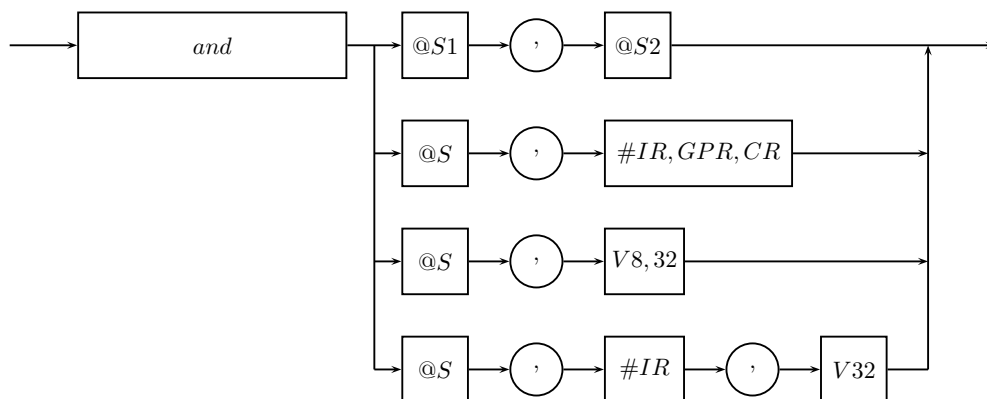 and @S1 , @S2
@S , #IR, GPR, CR
@S , V8, 32
@S , #IR , V32